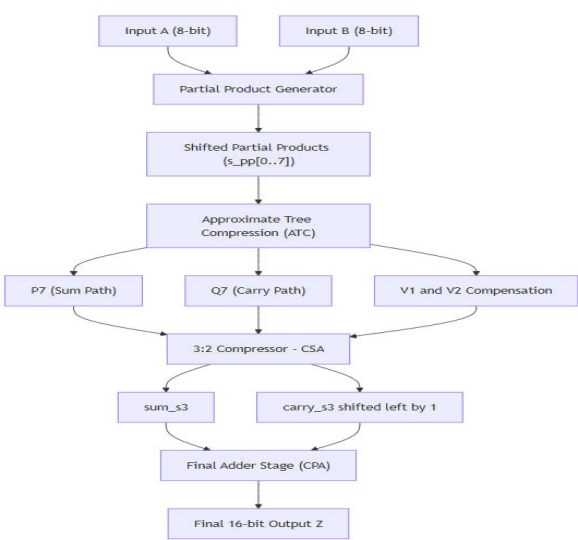 Input A (8-bit)
Input B (8-bit)
Partial Product Generator
Shifted Partial Products
(s_pp[0..7])
Approximate Tree
Compression (ATC)
P7 (Sum Path)
Q7 (Carry Path)
V1 and V2 Compensation
3:2 Compressor - CSA
sum_s3
carry_s3 shifted left by 1
Final Adder Stage (CPA)
Final 16-bit Output Z